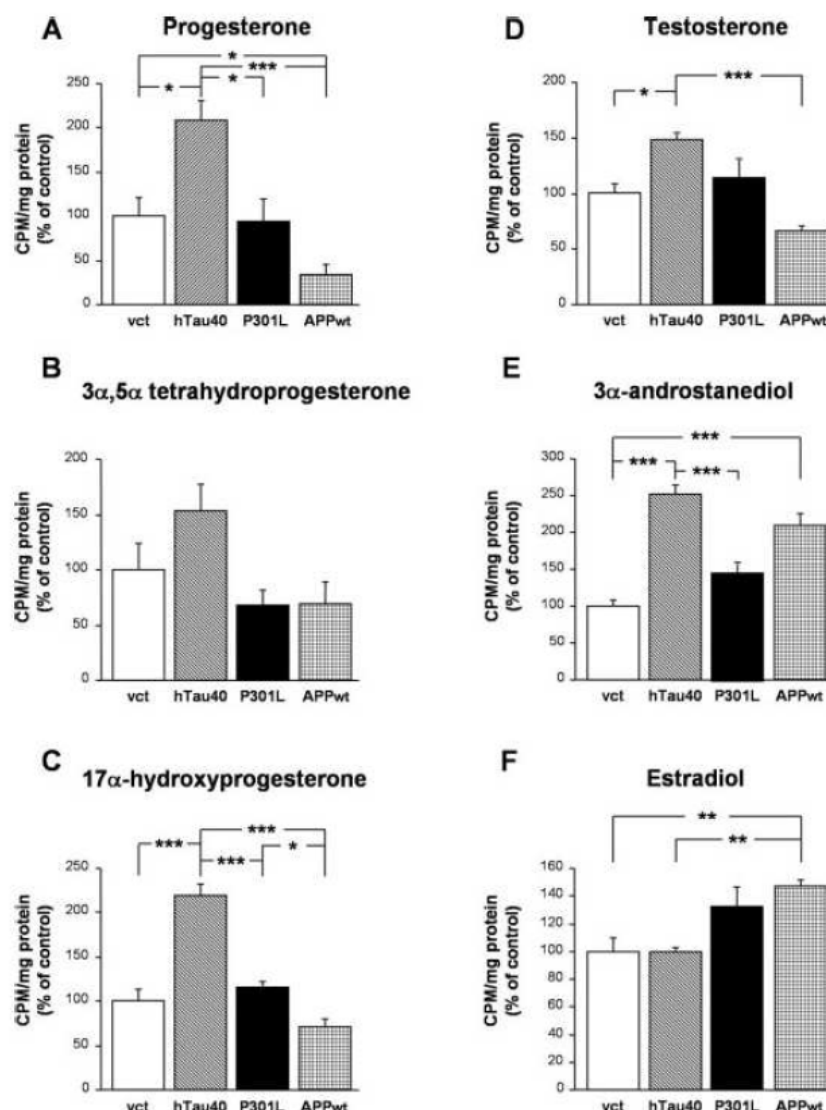 A
Progesterone
*
***
*
*
CPM/mg protein
(% of control)
250
200
150
100
50
0
vct hTau40 P301L APPwt
D
Testosterone
*
***
CPM/mg protein
(% of control)
200
150
100
50
0
vct hTau40 P301L APPwt
B
3α,5α tetrahydroprogesterone
CPM/mg protein
(% of control)
200
150
100
50
0
vct hTau40 P301L APPwt
E
3α-androstanediol
***
***
***
CPM/mg protein
(% of control)
300
250
200
150
100
50
0
vct hTau40 P301L APPwt
C
17α-hydroxyprogesterone
***
***
***
*
CPM/mg protein
(% of control)
250
200
150
100
50
0
vct hTau40 P301L APPwt
F
Estradiol
**
**
CPM/mg protein
(% of control)
160
140
120
100
80
60
40
20
0
vct hTau40 P301L APPwt